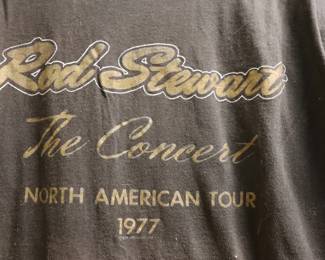 Rod Stewart
The Concert
NORTH AMERICAN TOUR
1977